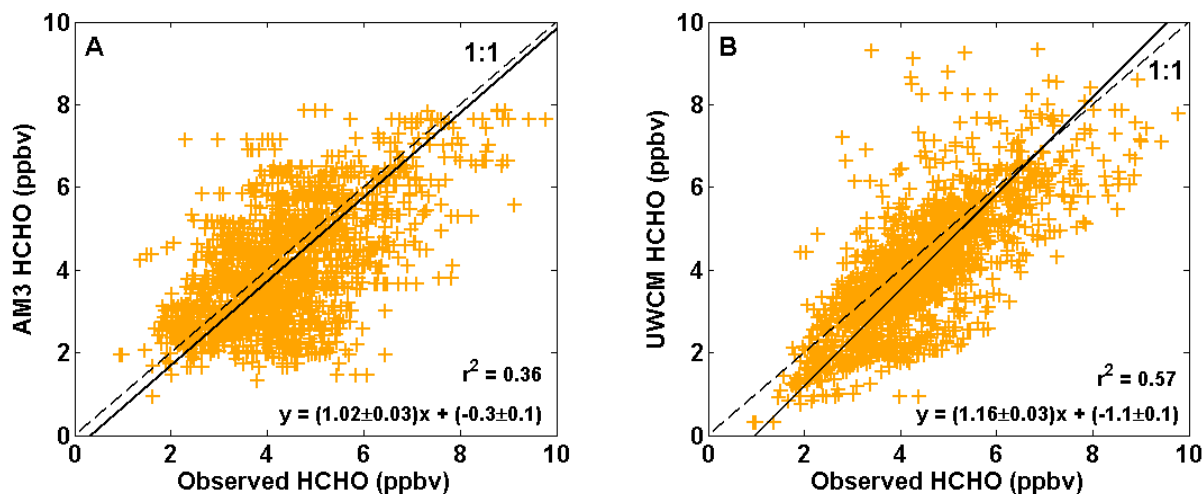 A
1:1
AM3 HCHO (ppbv)
10
8
6
4
2
0
r² = 0.36
y = (1.02±0.03)x + (-0.3±0.1)
0 2 4 6 8 10
Observed HCHO (ppbv)
B
1:1
UWCM HCHO (ppbv)
10
8
6
4
2
0
r² = 0.57
y = (1.16±0.03)x + (-1.1±0.1)
0 2 4 6 8 10
Observed HCHO (ppbv)